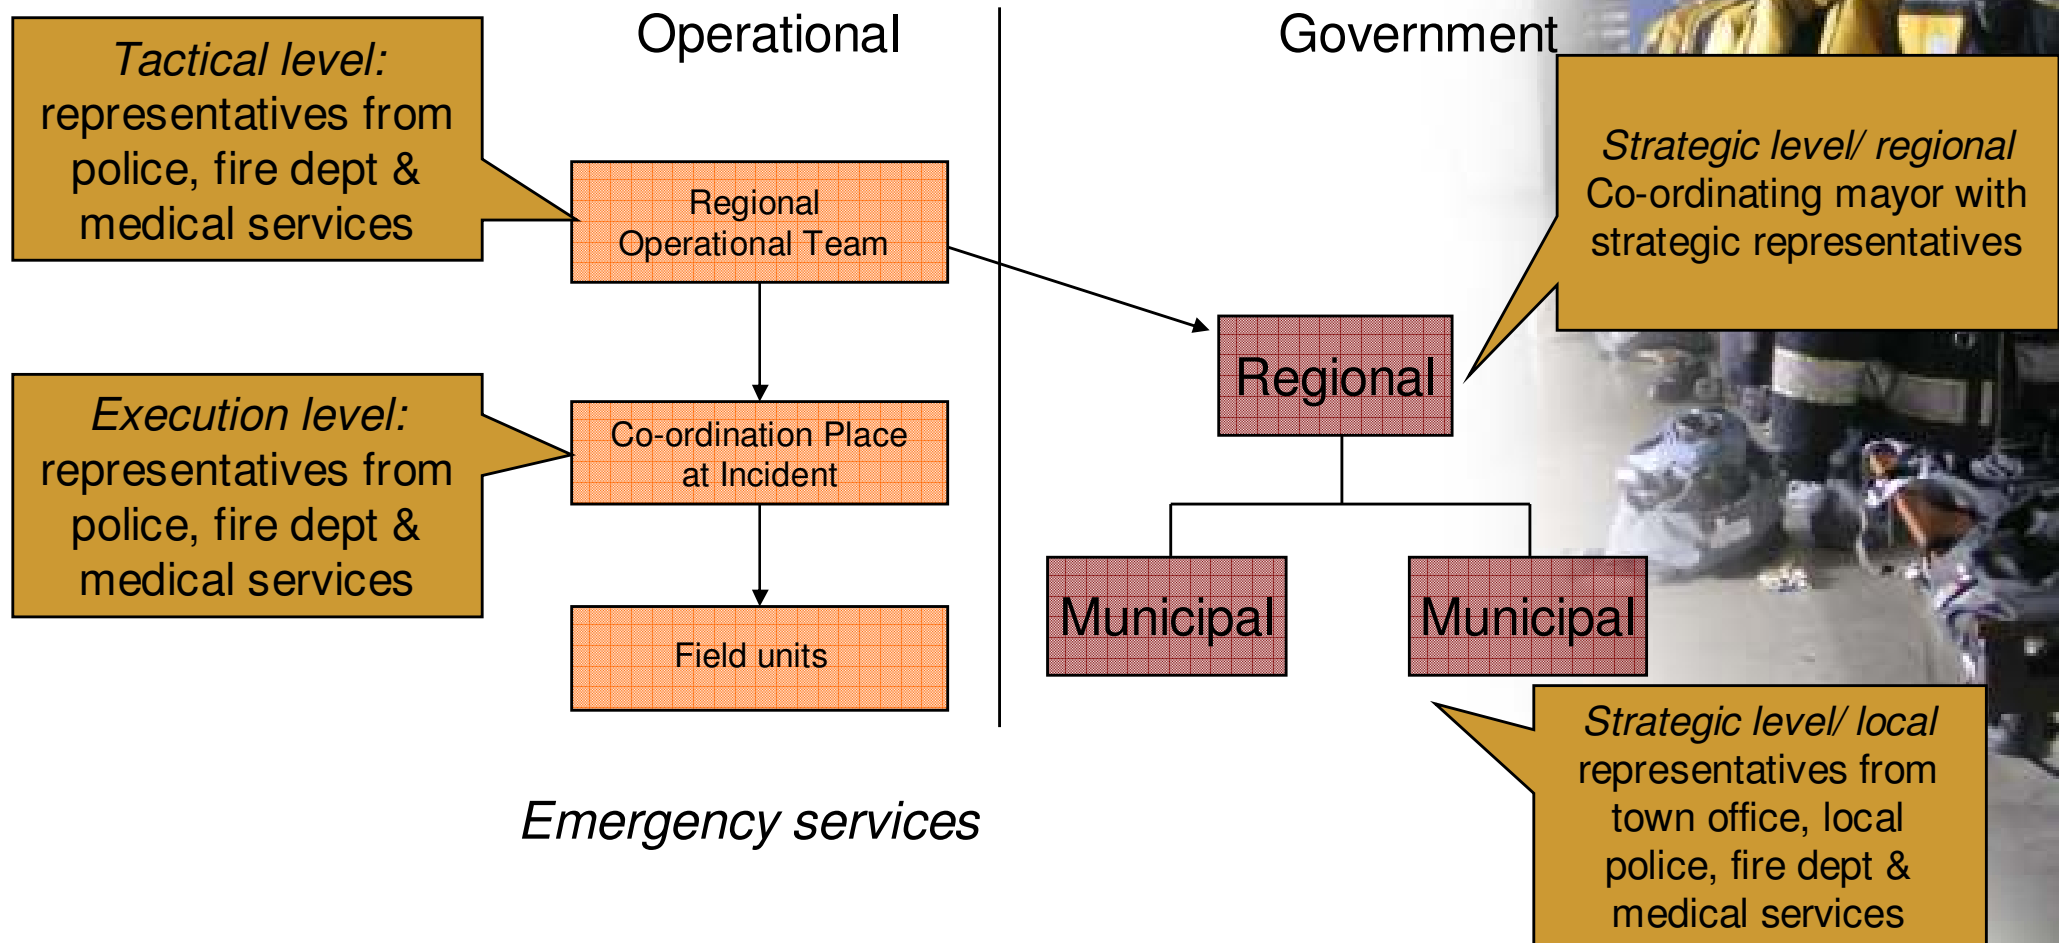 Operational
Government
Tactical level:
representatives from
police, fire dept &
medical services
Regional
Operational Team
Strategic level/ regional
Co-ordinating mayor with
strategic representatives
Regional
Execution level:
representatives from
police, fire dept &
medical services
Co-ordination Place
at Incident
Field units
Municipal
Municipal
Strategic level/ local
representatives from
town office, local
police, fire dept &
medical services
Emergency services